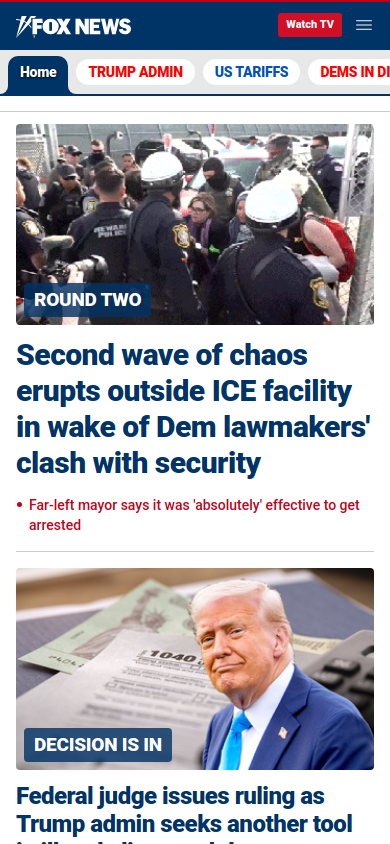 FOX NEWS
Watch TV
Home
TRUMP ADMIN
US TARIFFS
DEMS IN DI
NEWARK
POLICE
ROUND TWO
Second wave of chaos
erupts outside ICE facility
in wake of Dem lawmakers'
clash with security
• Far-left mayor says it was 'absolutely' effective to get
arrested
1040
DECISION IS IN
Federal judge issues ruling as
Trump admin seeks another tool